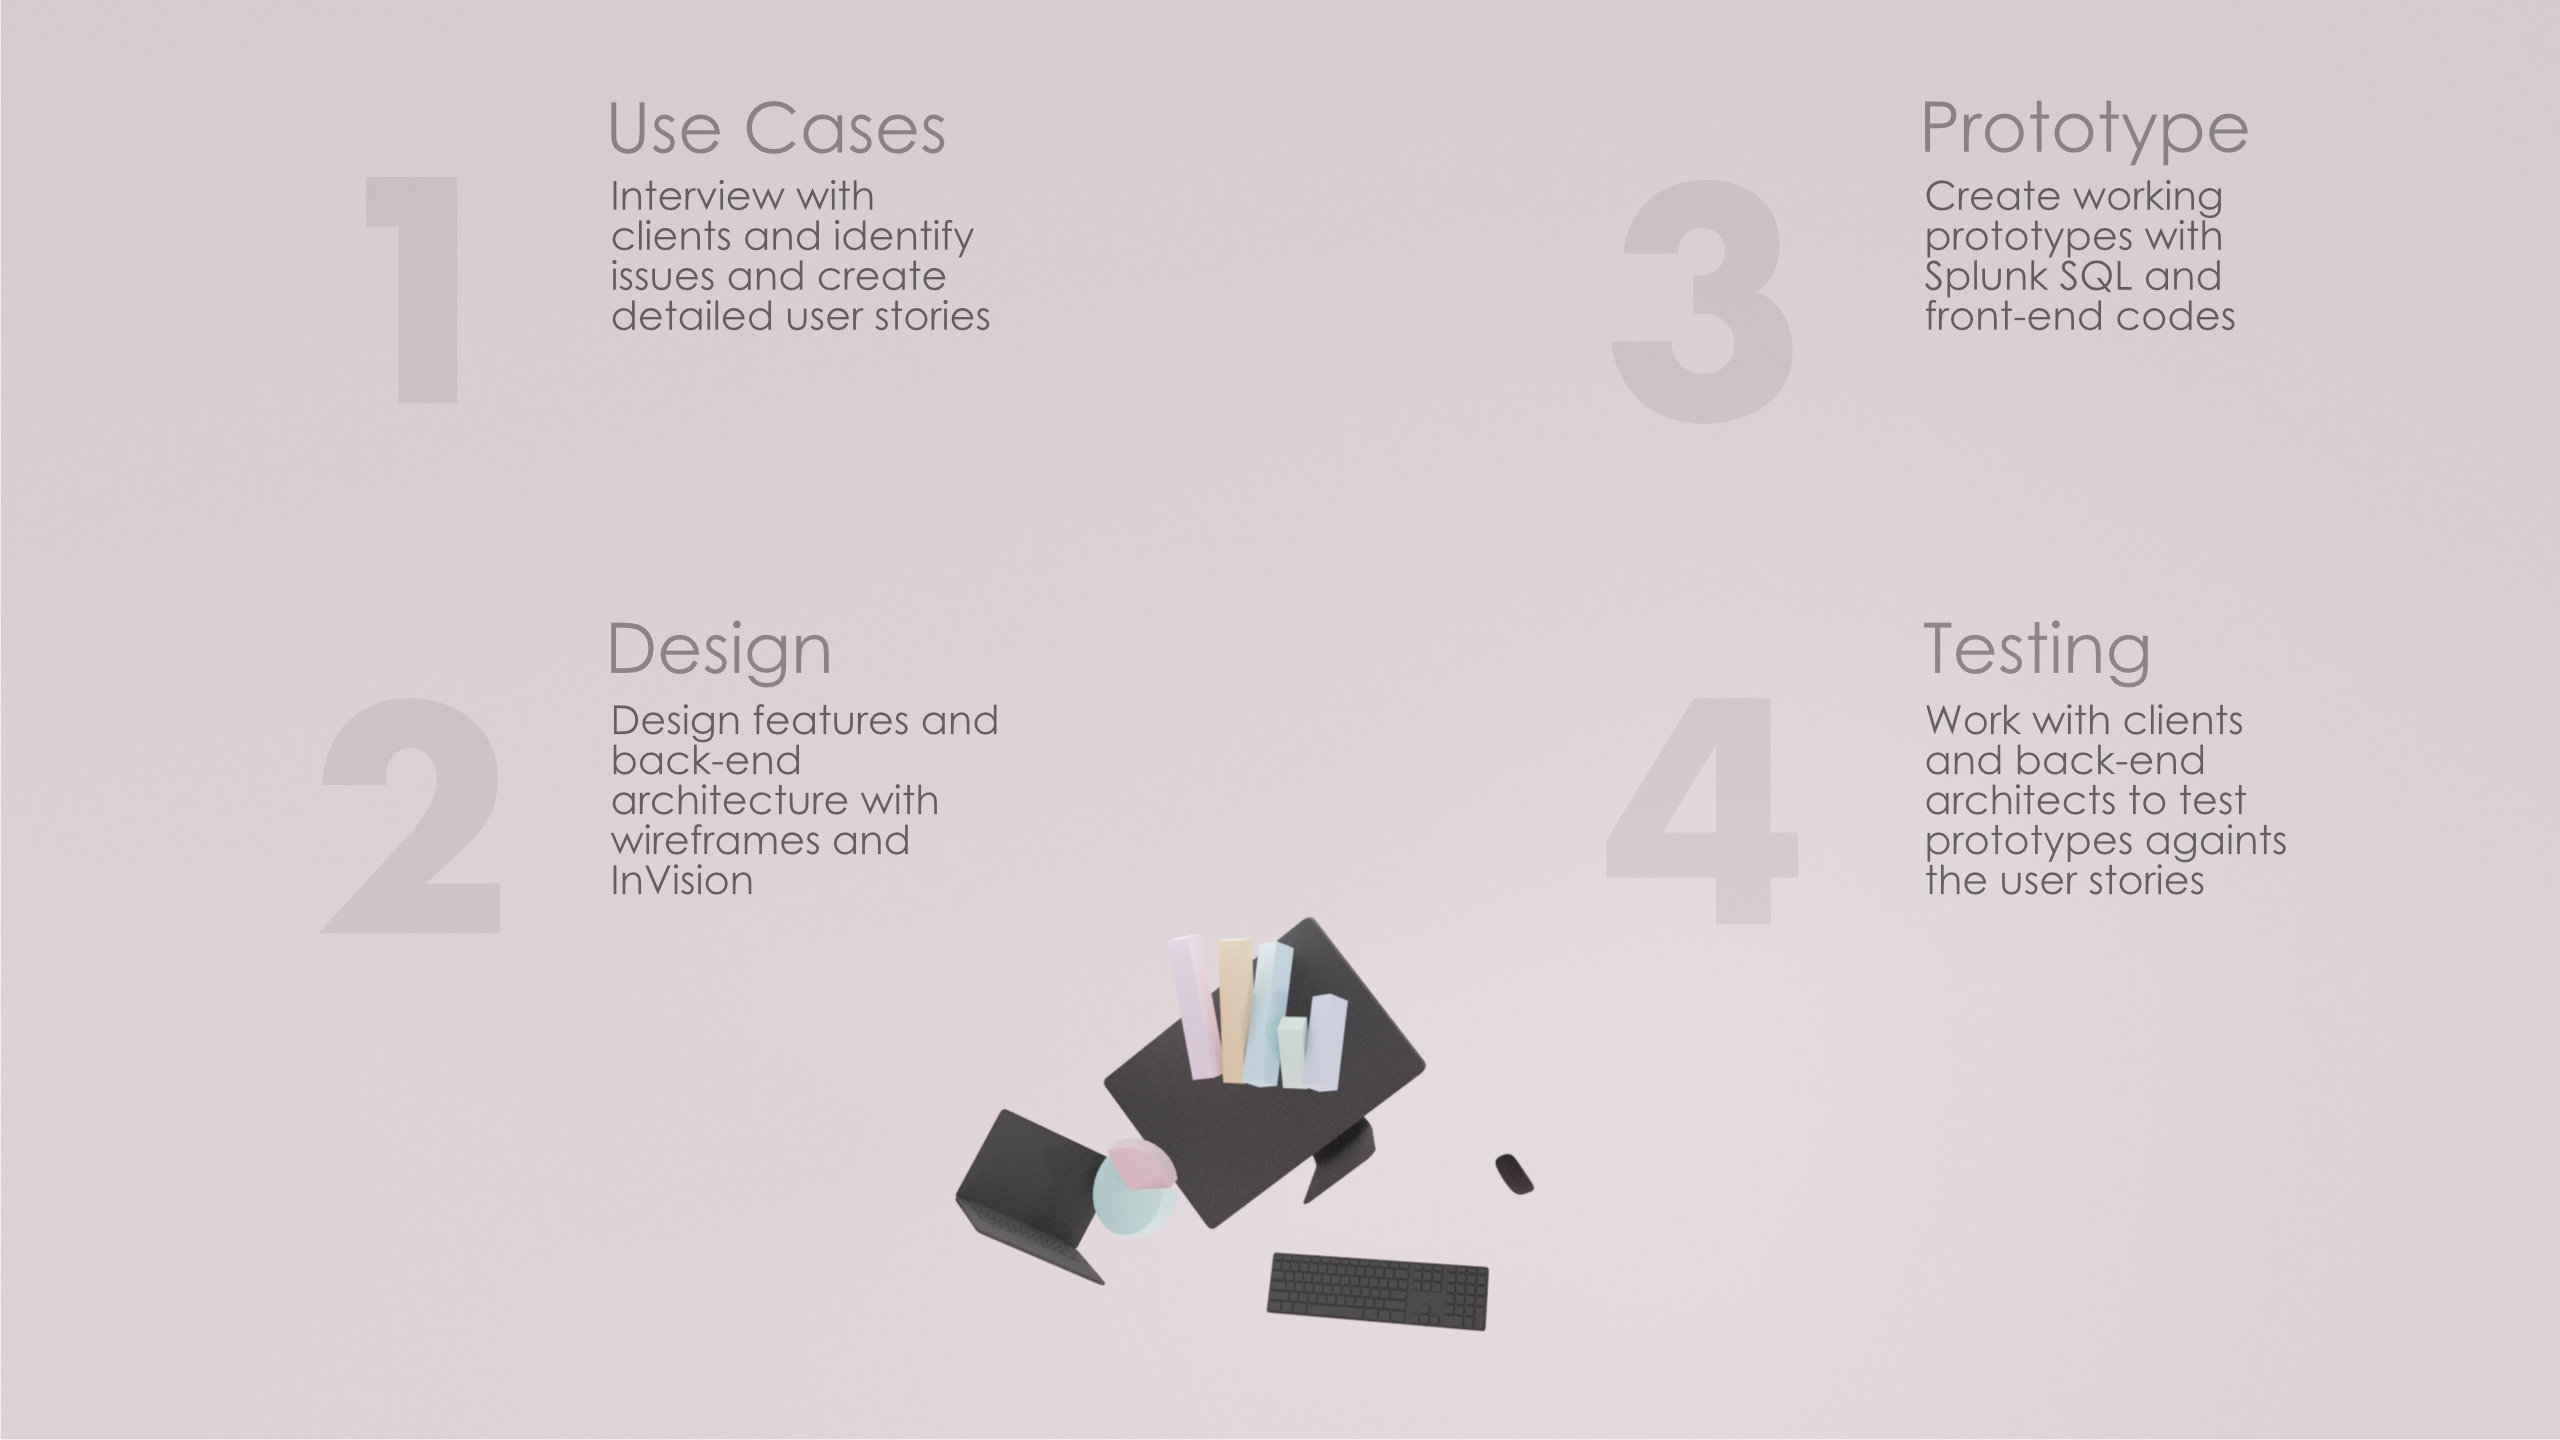 1
Use Cases
Interview with
clients and identify
issues and create
detailed user stories
2
Design
Design features and
back-end
architecture with
wireframes and
InVision
3
Prototype
Create working
prototypes with
Splunk SQL and
front-end codes
4
Testing
Work with clients
and back-end
architects to test
prototypes againts
the user stories